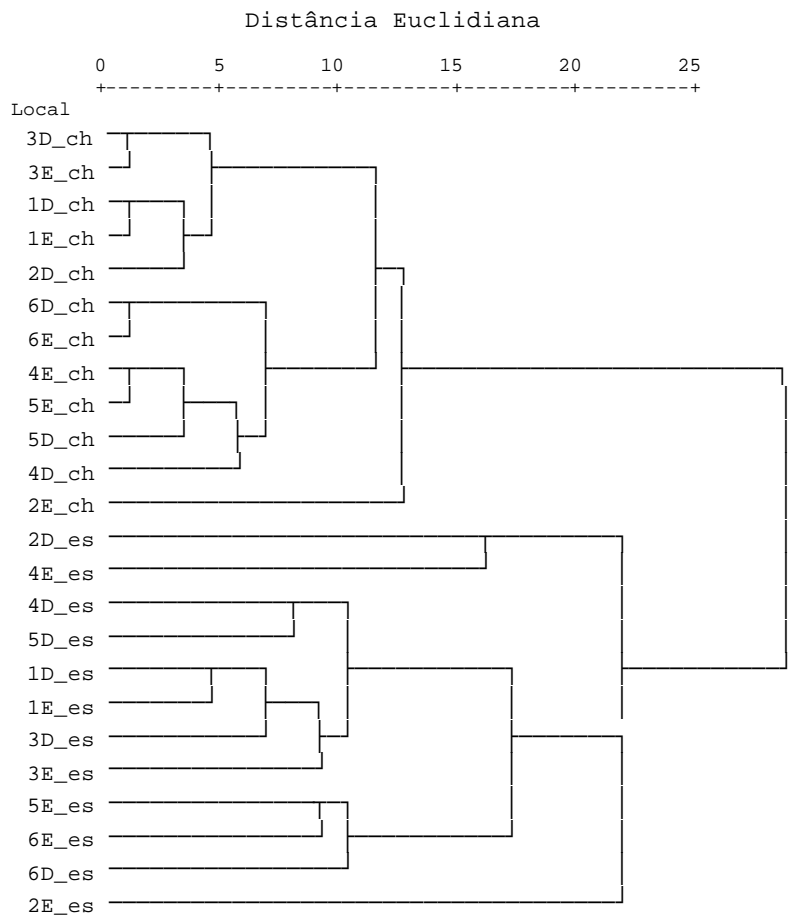 Distância Euclidiana
0 5 10 15 20 25
+---------+---------+---------+---------+---------+
Local
3D_ch
3E_ch
1D_ch
1E_ch
2D_ch
6D_ch
6E_ch
4E_ch
5E_ch
5D_ch
4D_ch
2E_ch
2D_es
4E_es
4D_es
5D_es
1D_es
1E_es
3D_es
3E_es
5E_es
6E_es
6D_es
2E_es